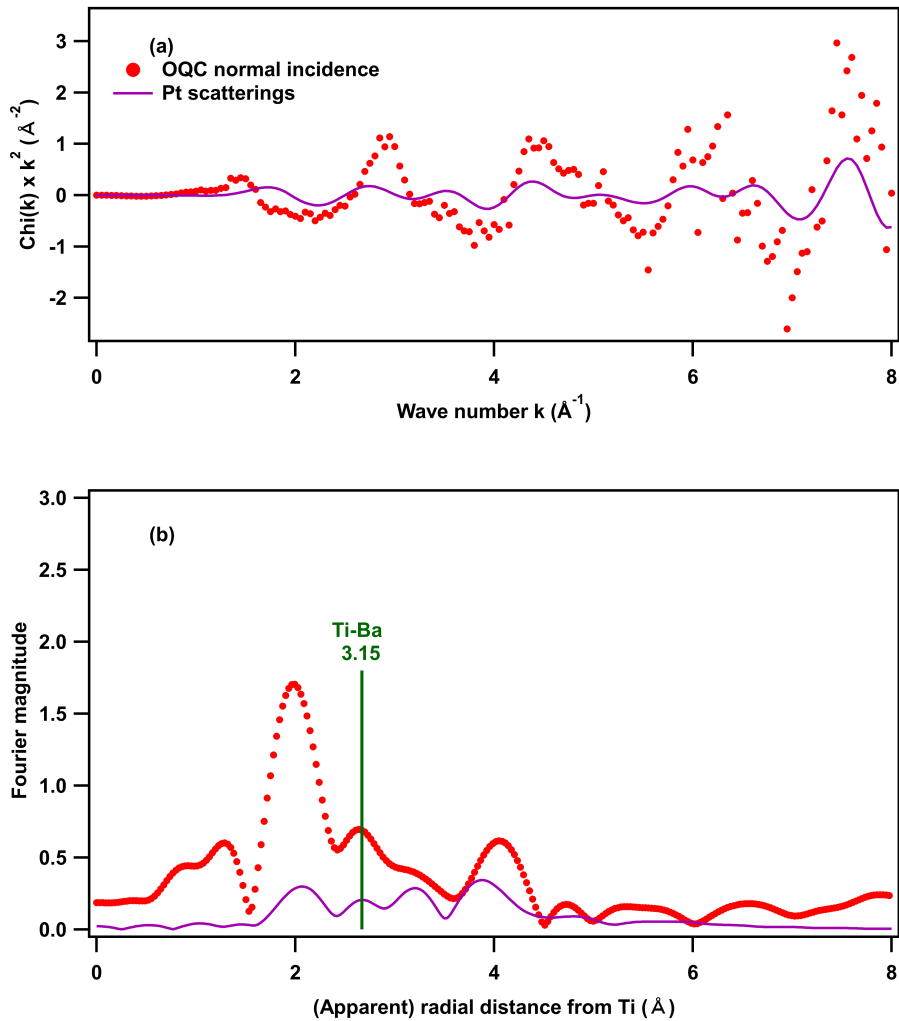 (a)
OQC normal incidence
Pt scatterings
3
2
1
0
-1
-2
Chi(k) x k² (Å⁻²)
0
2
4
6
8
Wave number k (Å⁻¹)
(b)
Ti-Ba
3.15
3.0
2.5
2.0
1.5
1.0
0.5
0.0
Fourier magnitude
0
2
4
6
8
(Apparent) radial distance from Ti (Å)